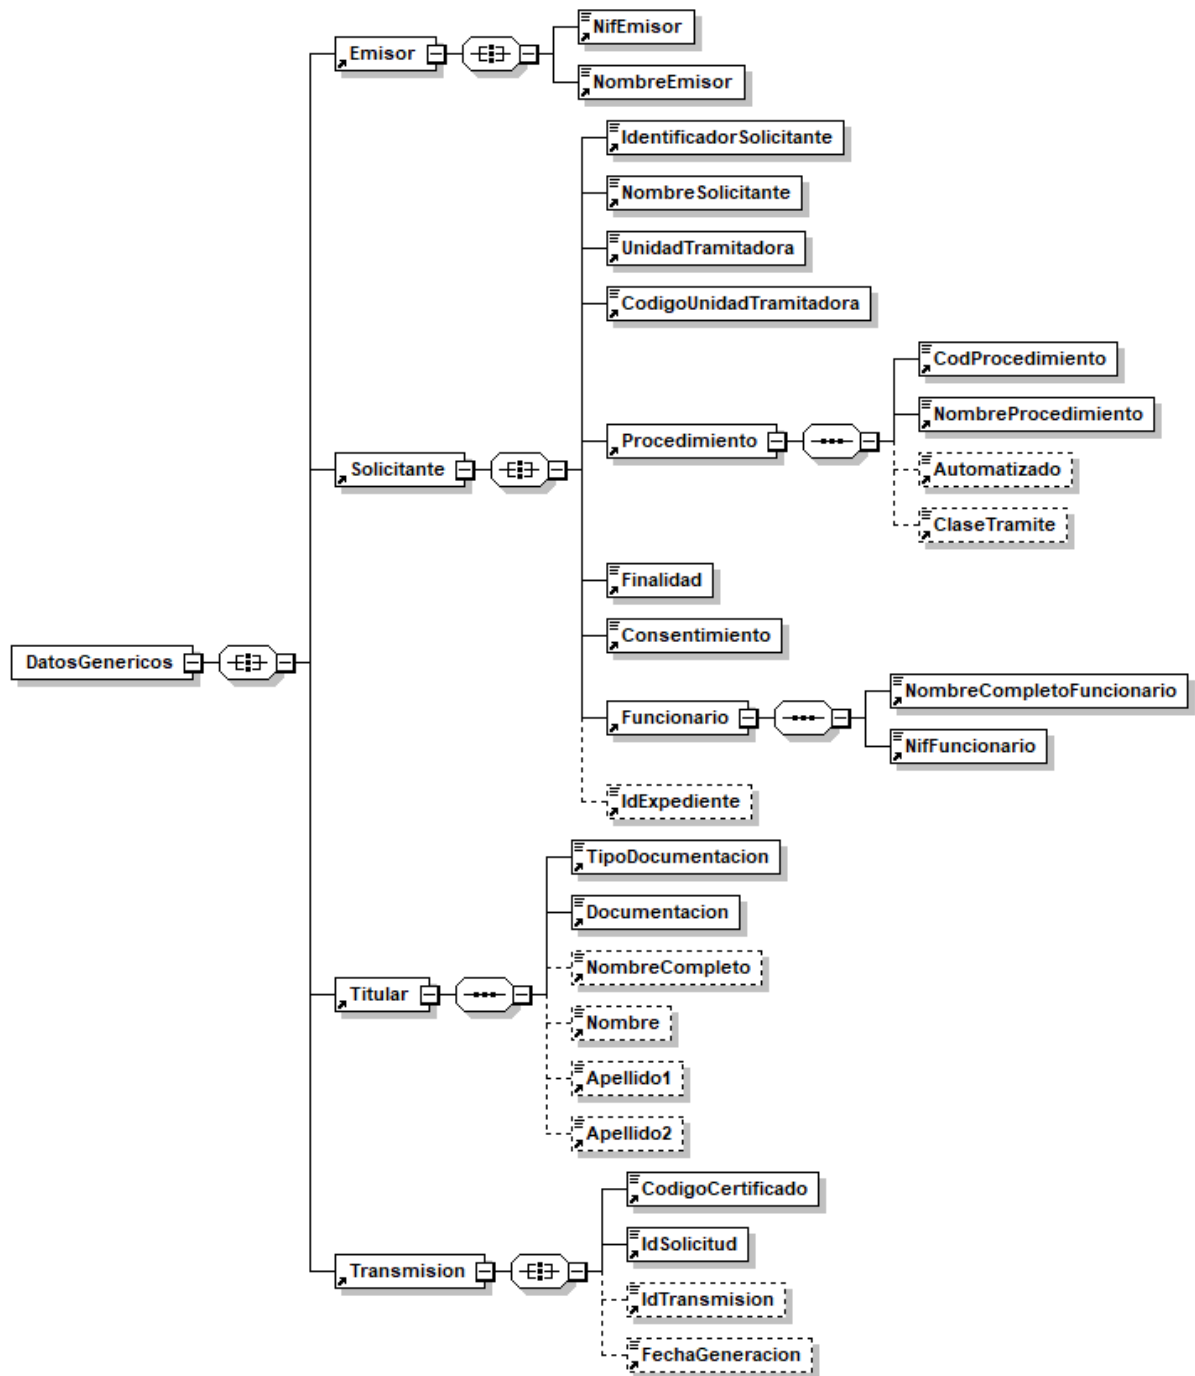 NifEmisor
Emisor
NombreEmisor
IdentificadorSolicitante
NombreSolicitante
UnidadTramitadora
CodigoUnidadTramitadora
CodProcedimiento
NombreProcedimiento
Procedimiento
Automatizado
Solicitante
ClaseTramite
Finalidad
Consentimiento
DatosGenericos
NombreCompletoFuncionario
Funcionario
NifFuncionario
IdExpediente
TipoDocumentacion
Documentacion
NombreCompleto
Titular
Nombre
Apellido1
Apellido2
CodigoCertificado
IdSolicitud
Transmision
IdTransmision
FechaGeneracion